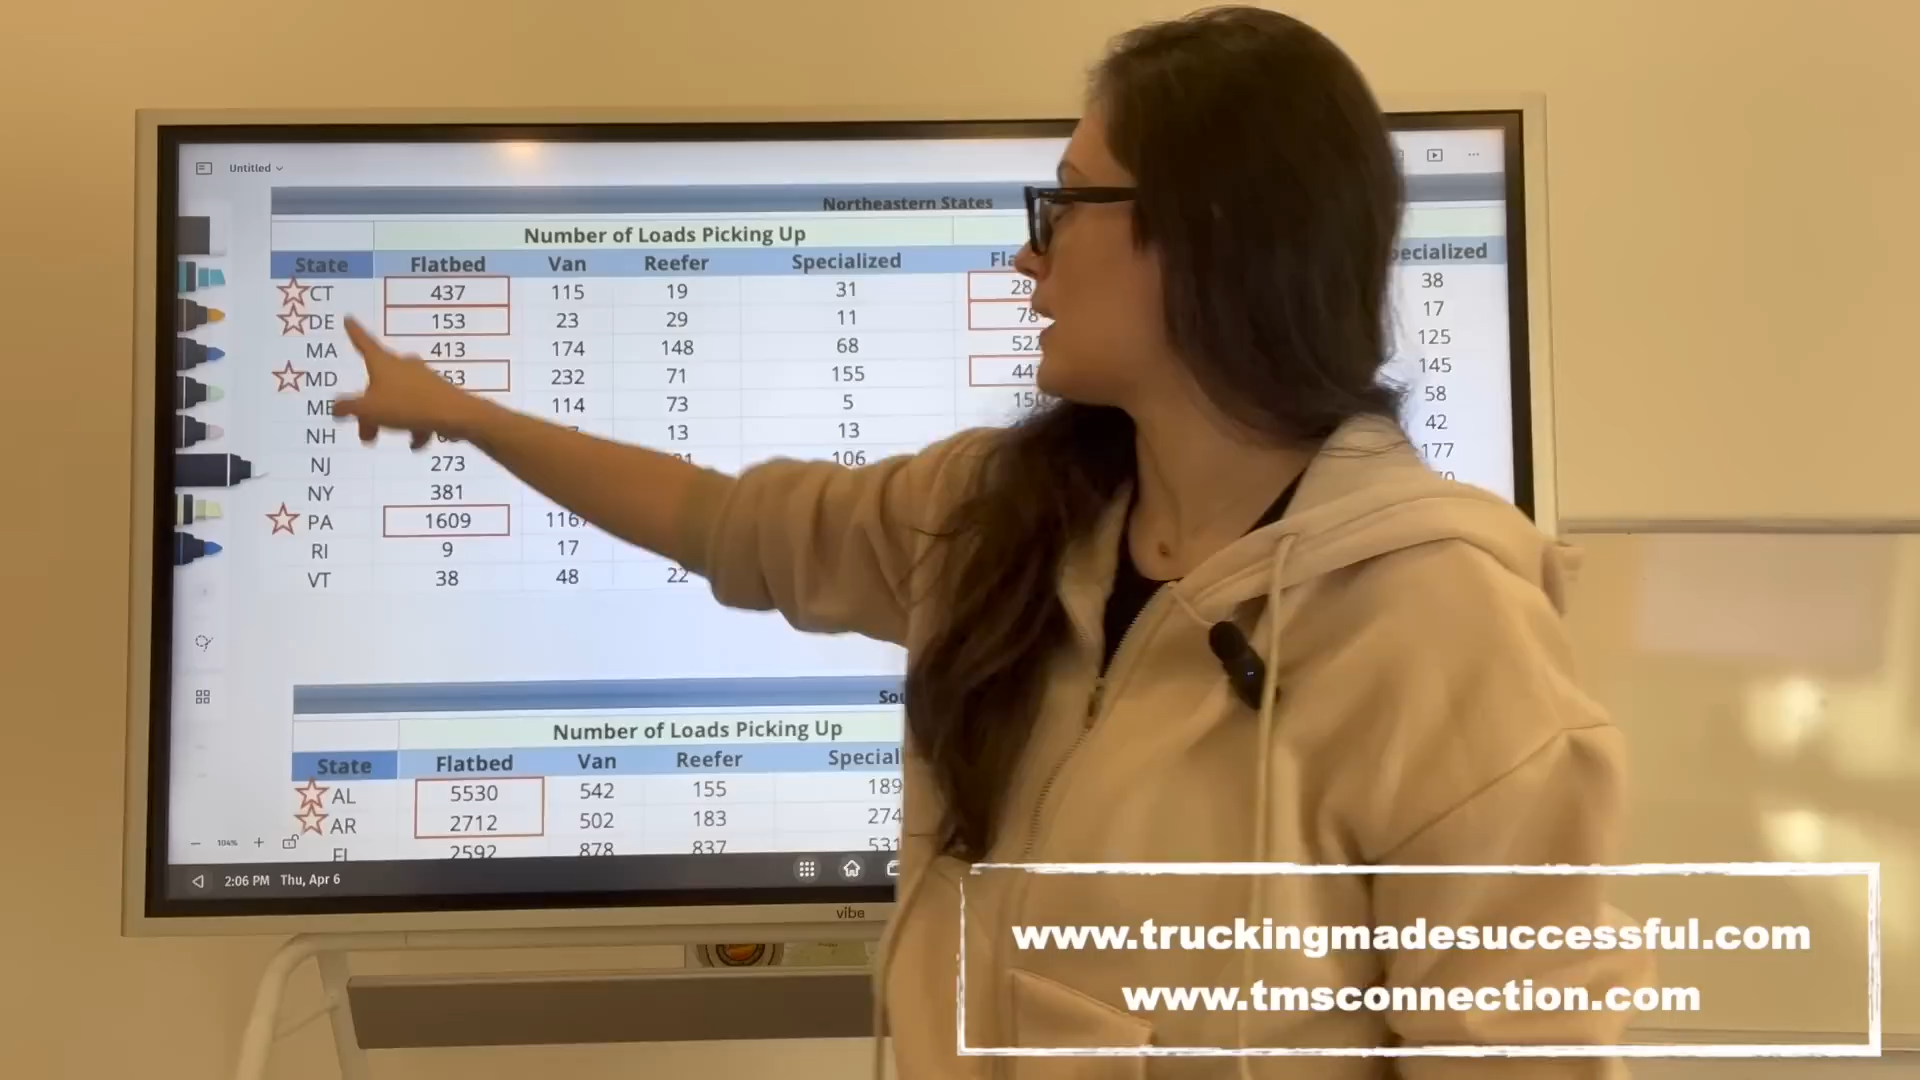 Untitled
Northeastern States
Number of Loads Picking Up
State Flatbed Van Reefer Specialized
CT 437 115 19 31 38
DE 153 23 29 11 78 17
MA 413 174 148 68 125
MD 232 71 155 145
ME 114 73 5 58
NH 13 13 42
NJ 273 106 177
NY 381
PA 1609
RI 9 17
VT 38 48 22
Number of Loads Picking Up
State Flatbed Van Reefer
AL 5530 542 155 189
AR 2712 502 183 274
FL 2592 878 837 531
104%
2:06 PM Thu, Apr 6
vibe
www.truckingmadesuccessful.com
www.tmsconnection.com